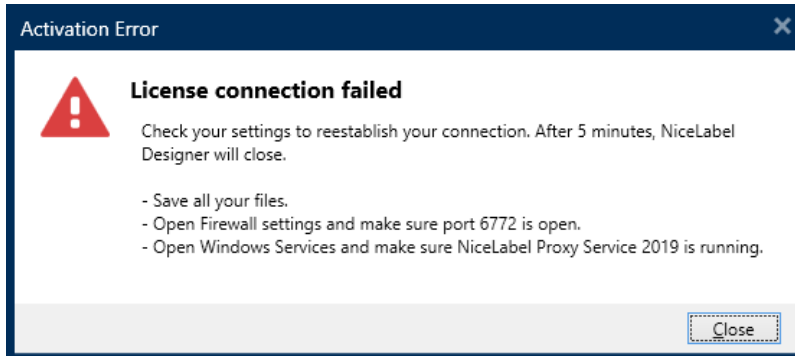 Activation Error
License connection failed
Check your settings to reestablish your connection. After 5 minutes, NiceLabel
Designer will close.
- Save all your files.
- Open Firewall settings and make sure port 6772 is open.
- Open Windows Services and make sure NiceLabel Proxy Service 2019 is running.
Close